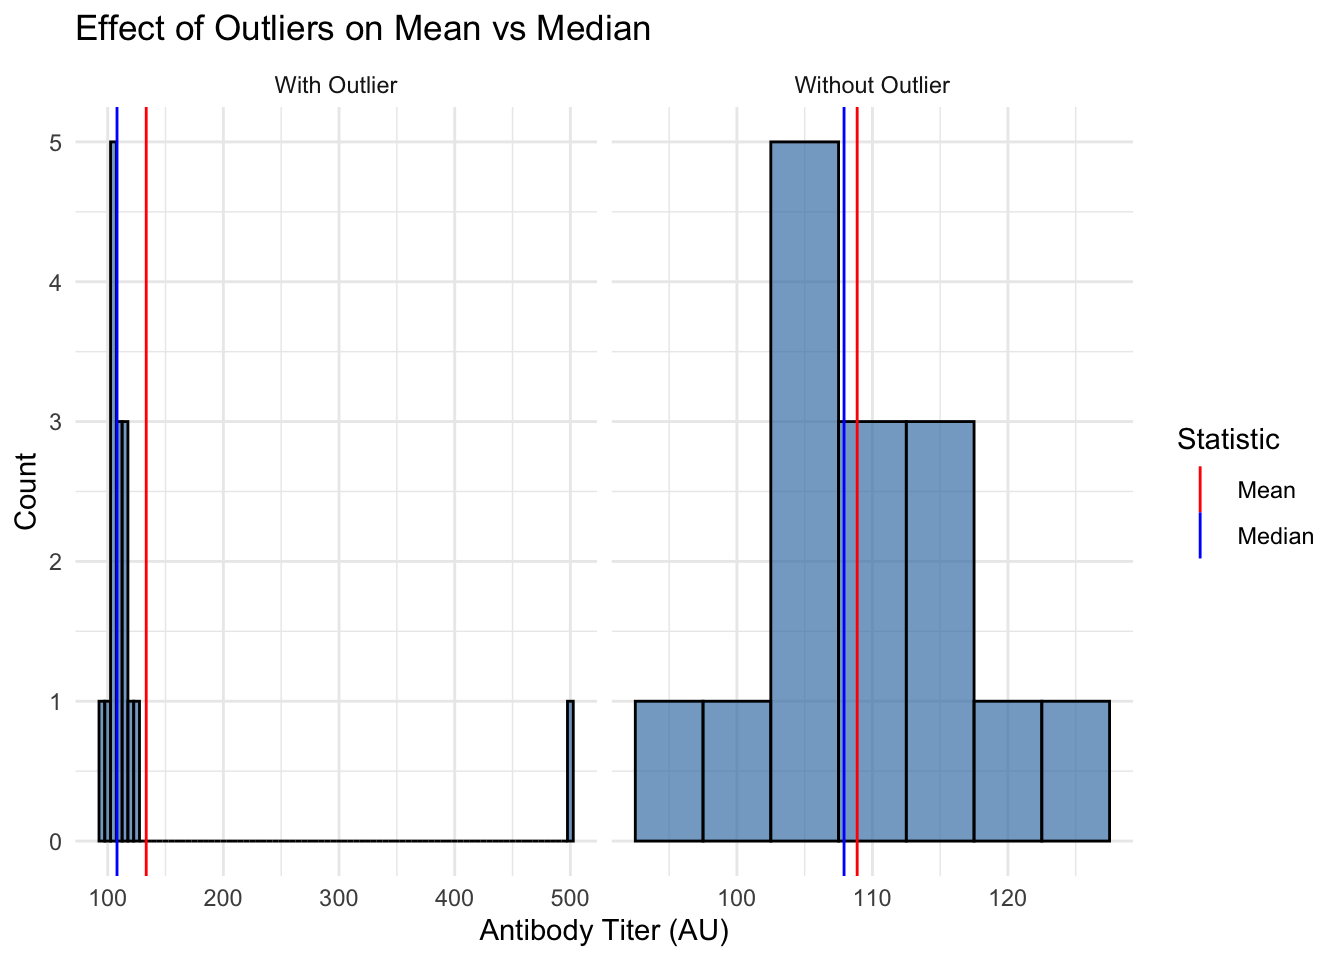 Effect of Outliers on Mean vs Median
With Outlier
Without Outlier
5
4
3
2
1
0
Count
100 200 300 400 500
100 110 120
Antibody Titer (AU)
Statistic
Mean
Median